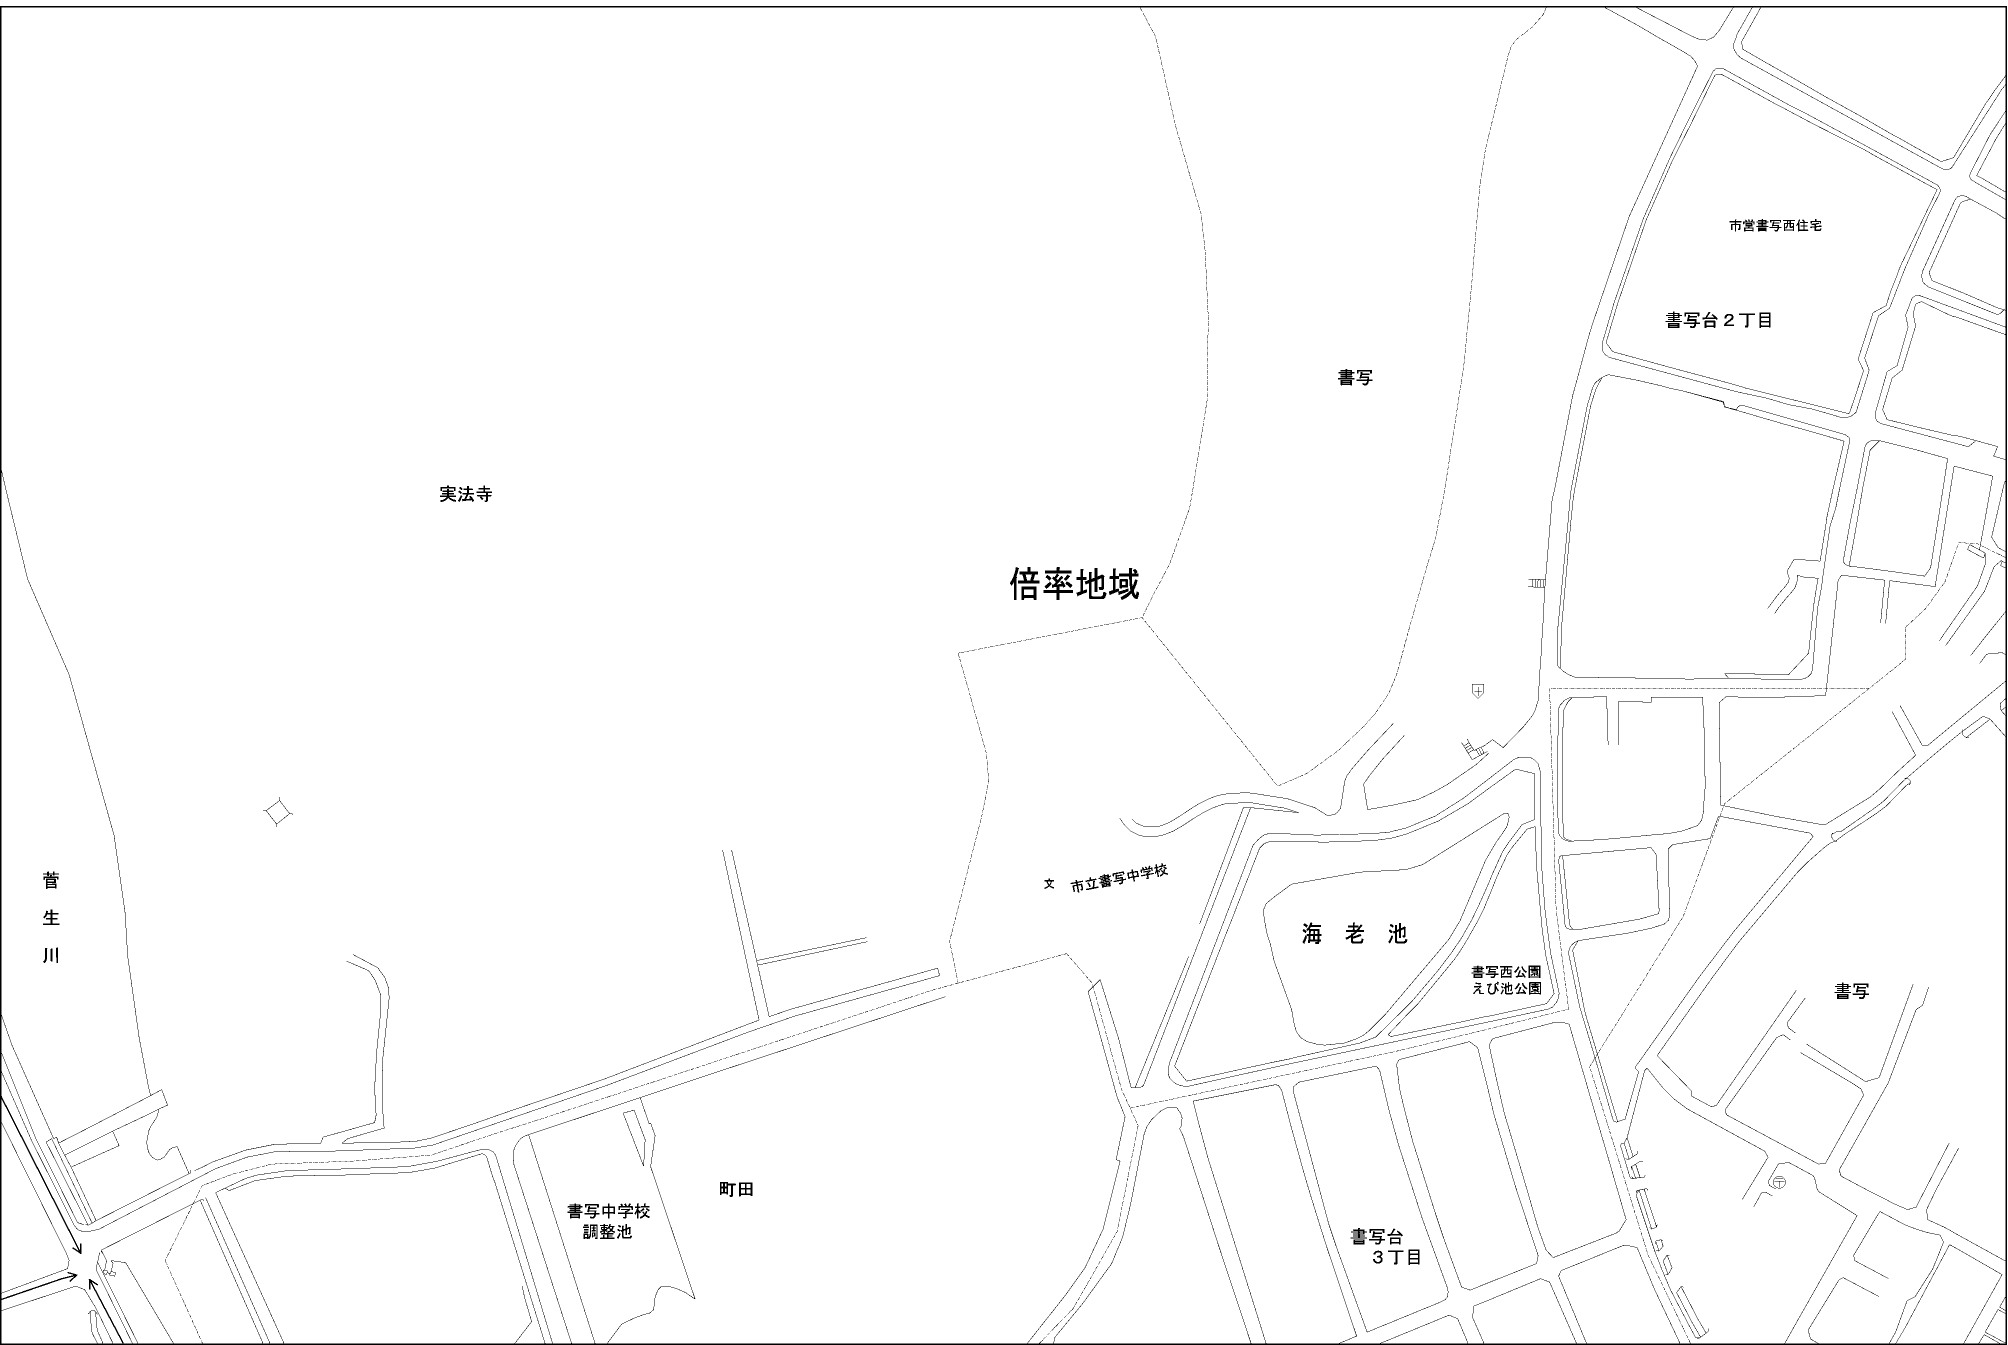 市営書写西住宅
書写台2丁目
書写
実法寺
倍率地域
菅生川
文 市立書写中学校
海老池
書写西公園
えび池公園
書写
町田
書写中学校
調整池
書写台
3丁目